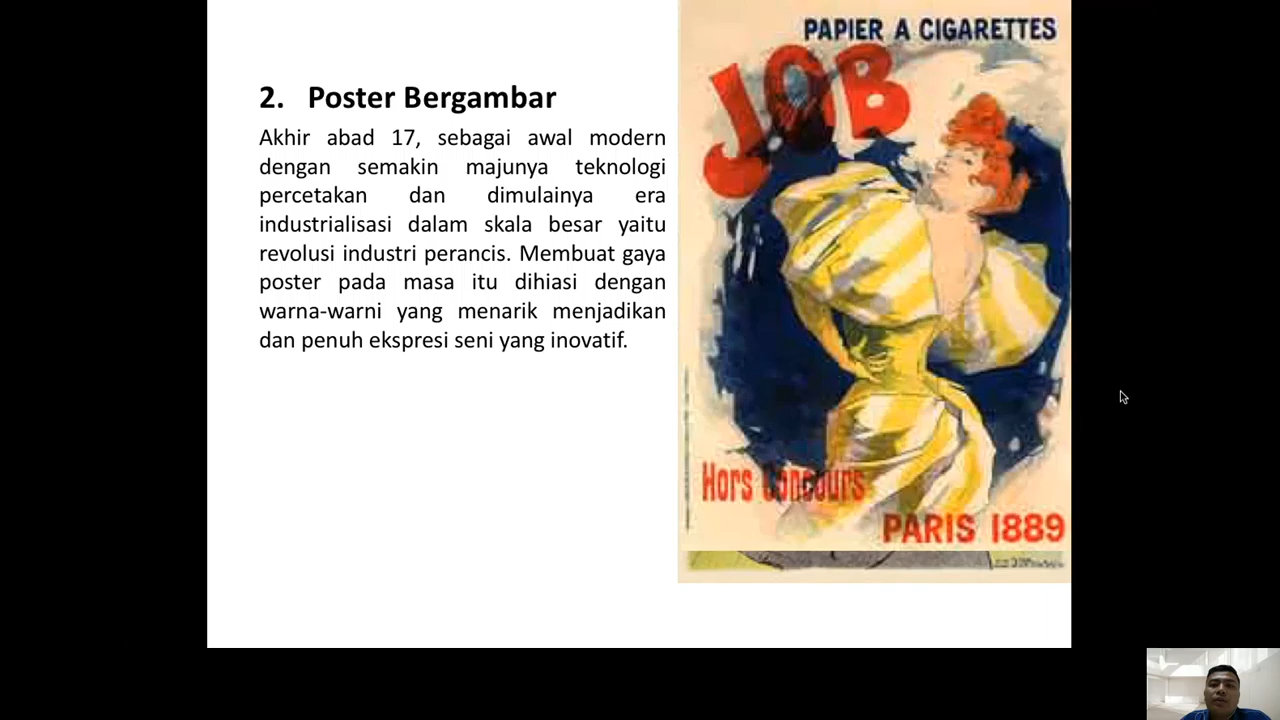 2. Poster Bergambar
Akhir abad 17, sebagai awal modern
dengan semakin majunya teknologi
percetakan dan dimulainya era
industrialisasi dalam skala besar yaitu
revolusi industri perancis. Membuat gaya
poster pada masa itu dihiasi dengan
warna-warni yang menarik menjadikan
dan penuh ekspresi seni yang inovatif.
PAPIER A CIGARETTES
JOB
Hors Concours
PARIS 1889